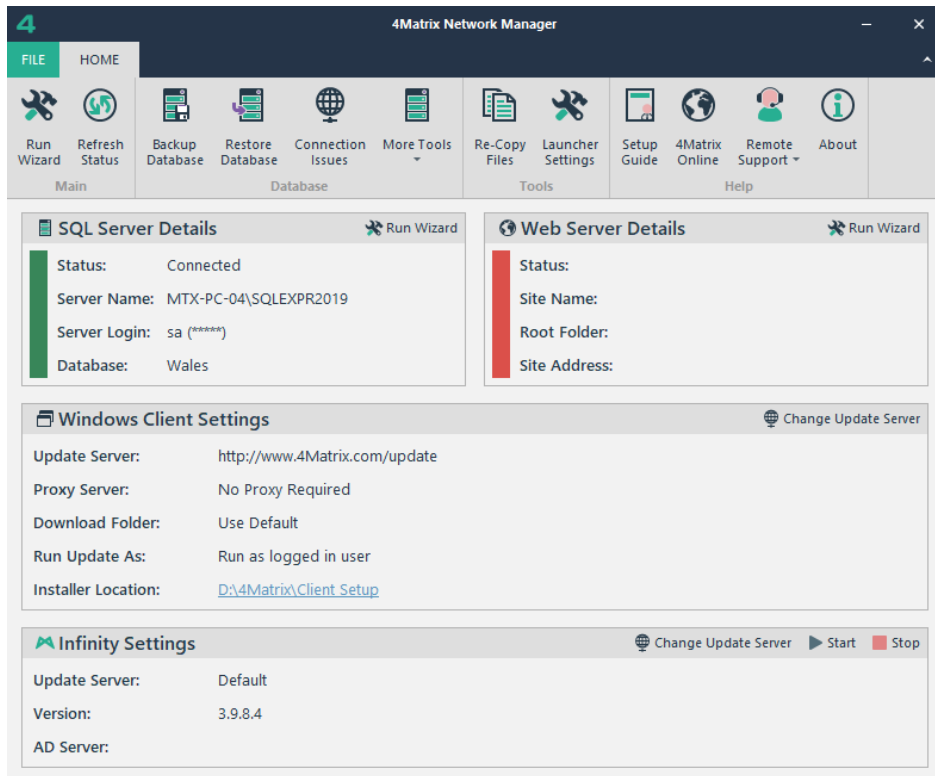 4
4Matrix Network Manager
FILE HOME
Run Wizard
Refresh Status
Backup Database
Restore Database
Connection Issues
More Tools
Re-Copy Files
Launcher Settings
Setup Guide
4Matrix Online
Remote Support
About
Main Database Tools Help
SQL Server Details Run Wizard
Status: Connected
Server Name: MTX-PC-04\SQLEXPR2019
Server Login: sa (*****)
Database: Wales
Web Server Details Run Wizard
Status:
Site Name:
Root Folder:
Site Address:
Windows Client Settings Change Update Server
Update Server: http://www.4Matrix.com/update
Proxy Server: No Proxy Required
Download Folder: Use Default
Run Update As: Run as logged in user
Installer Location: D:\4Matrix\Client Setup
Infinity Settings Change Update Server Start Stop
Update Server: Default
Version: 3.9.8.4
AD Server: